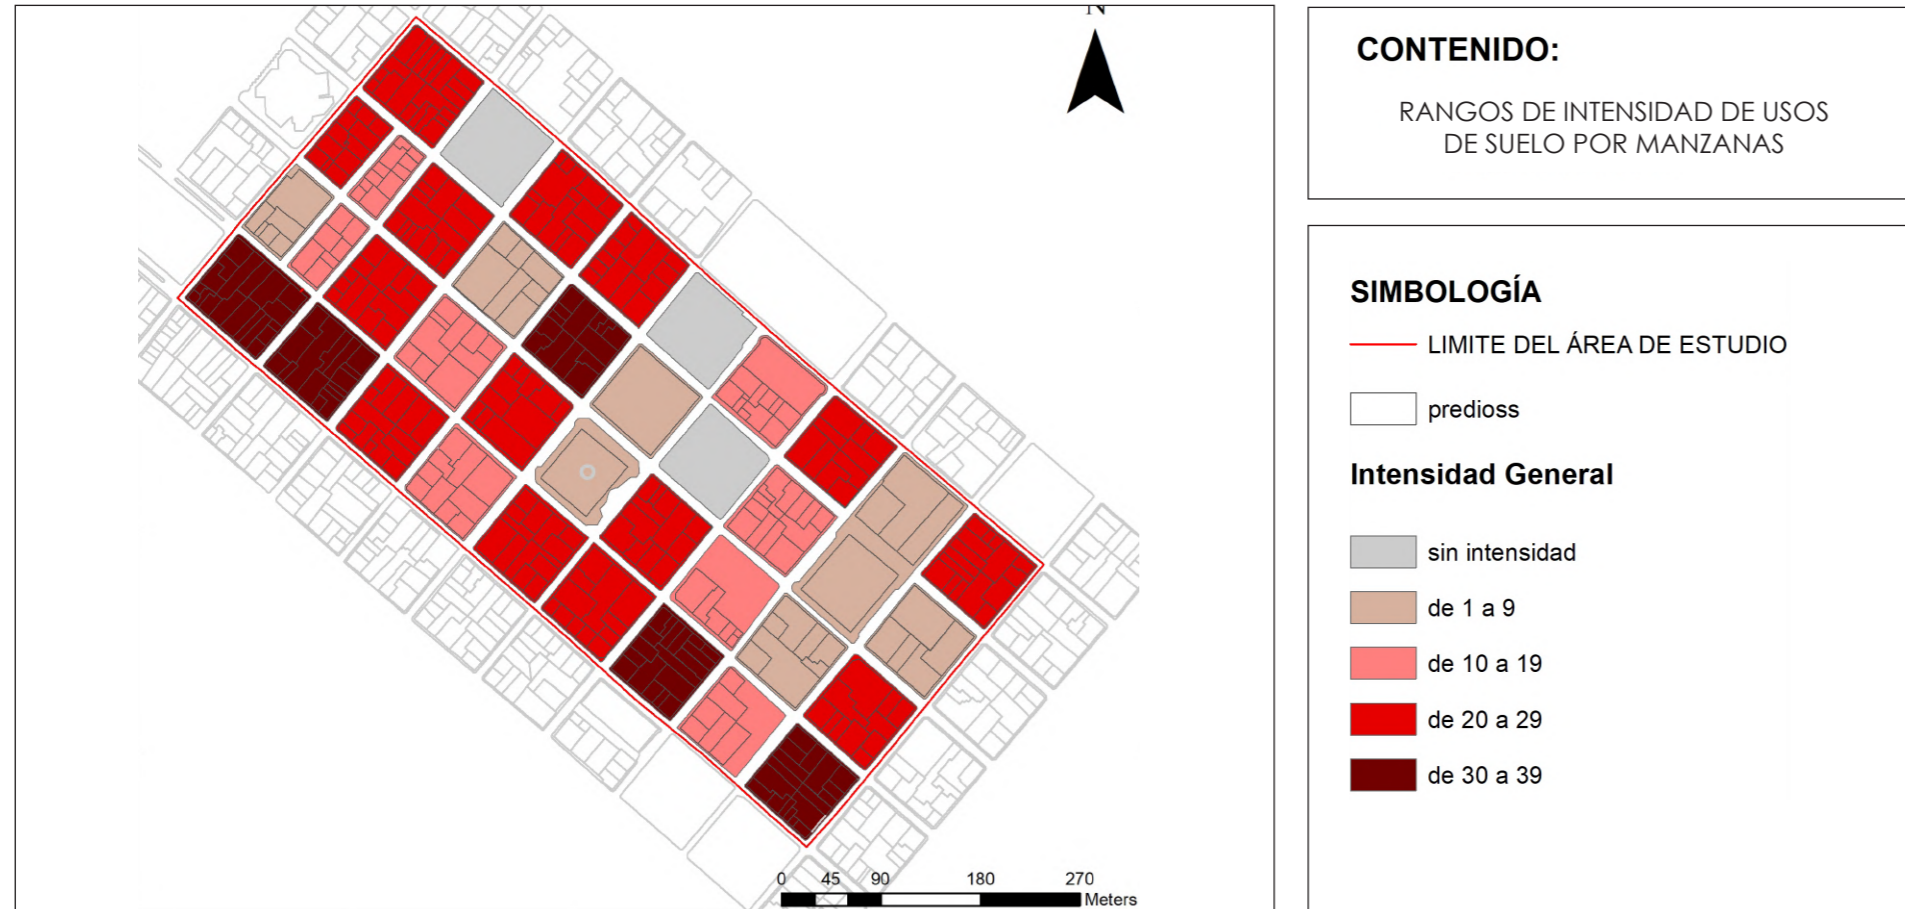 N
0 45 90 180 270
Meters
CONTENIDO:
RANGOS DE INTENSIDAD DE USOS
DE SUELO POR MANZANAS
SIMBOLOGÍA
LIMITE DEL ÁREA DE ESTUDIO
predioss
Intensidad General
sin intensidad
de 1 a 9
de 10 a 19
de 20 a 29
de 30 a 39